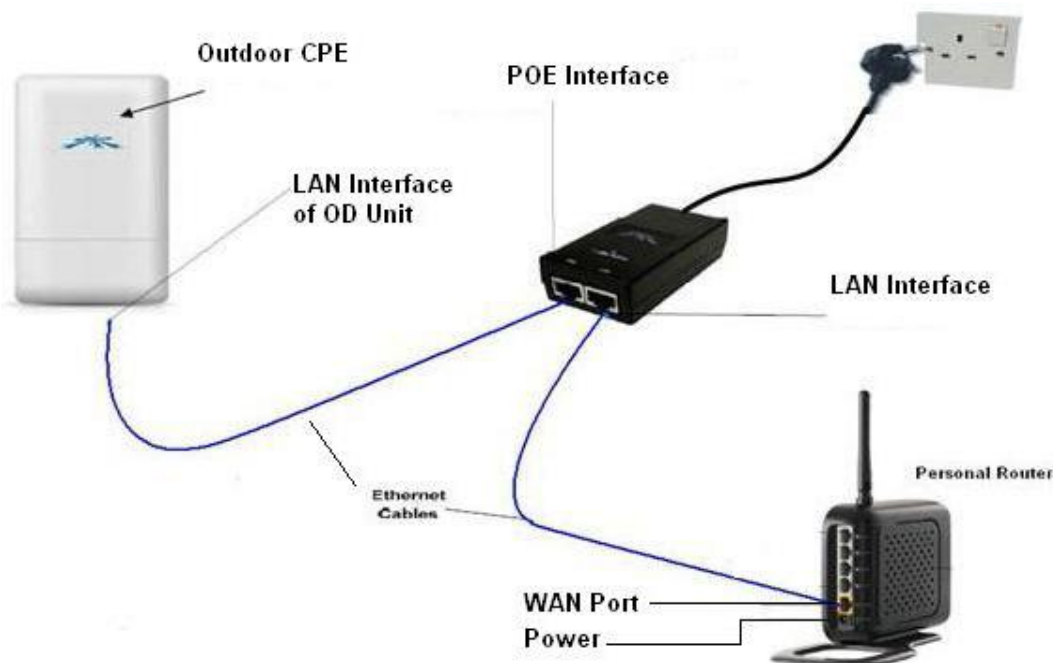 Outdoor CPE
POE Interface
LAN Interface
of OD Unit
LAN Interface
Personal Router
Ethernet
Cables
WAN Port
Power